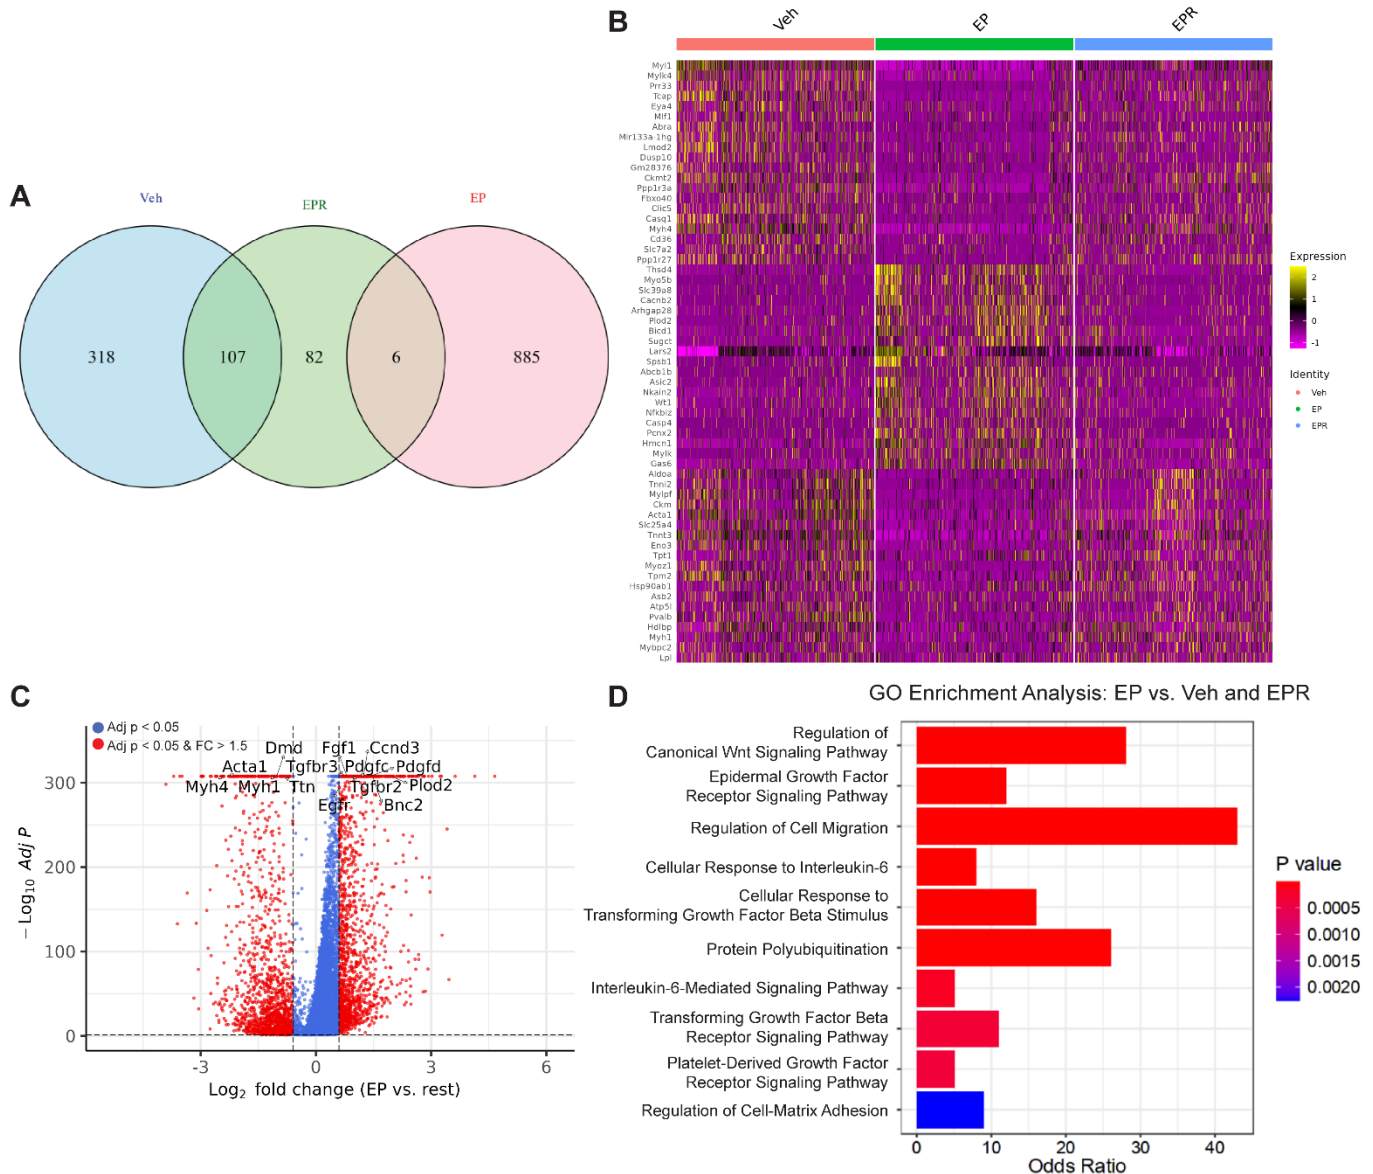 A
Veh
EPR
EP
318
107
82
6
885
B
Veh
EP
EPR
Myl1
Mylk4
Prr33
Tcap
Eya4
Mlf1
Abra
Mir133a-1hg
Lmod2
Dusp10
Gm28376
Ckmt2
Ppp1r3a
Fbxo40
Clic5
Casq1
Myh4
Cd36
Slc7a2
Ppp1r27
Thsd4
Myo5b
Slc39a8
Cacnb2
Arhgap28
Plod2
Bicd1
Sugct
Lars2
Spsb1
Abcb1b
Asic2
Nkain2
Wt1
Nfkbiz
Casp4
Pcnx2
Hmcn1
Mylk
Gas6
Aldoa
Tnni2
Mylpf
Ckm
Acta1
Slc25a4
Tnnt3
Eno3
Tpt1
Myoz1
Tpm2
Hsp90ab1
Asb2
Atp5l
Pvalb
Hdlbp
Myh1
Mybpc2
Lpl
Expression
2
1
0
-1
Identity
Veh
EP
EPR
C
Adj p < 0.05
Adj p < 0.05 & FC > 1.5
Dmd Fgf1 Ccnd3
Acta1 Tgfbr3 Pdgfc Pdgfd
Myh4 Myh1 Ttn Tgfbr2 Plod2
Egfr Bnc2
300
200
100
0
-3 0 3 6
− Log10 Adj P
Log2 fold change (EP vs. rest)
D
GO Enrichment Analysis: EP vs. Veh and EPR
Regulation of
Canonical Wnt Signaling Pathway
Epidermal Growth Factor
Receptor Signaling Pathway
Regulation of Cell Migration
Cellular Response to Interleukin-6
Cellular Response to
Transforming Growth Factor Beta Stimulus
Protein Polyubiquitination
Interleukin-6-Mediated Signaling Pathway
Transforming Growth Factor Beta
Receptor Signaling Pathway
Platelet-Derived Growth Factor
Receptor Signaling Pathway
Regulation of Cell-Matrix Adhesion
0 10 20 30 40
Odds Ratio
P value
0.0005
0.0010
0.0015
0.0020